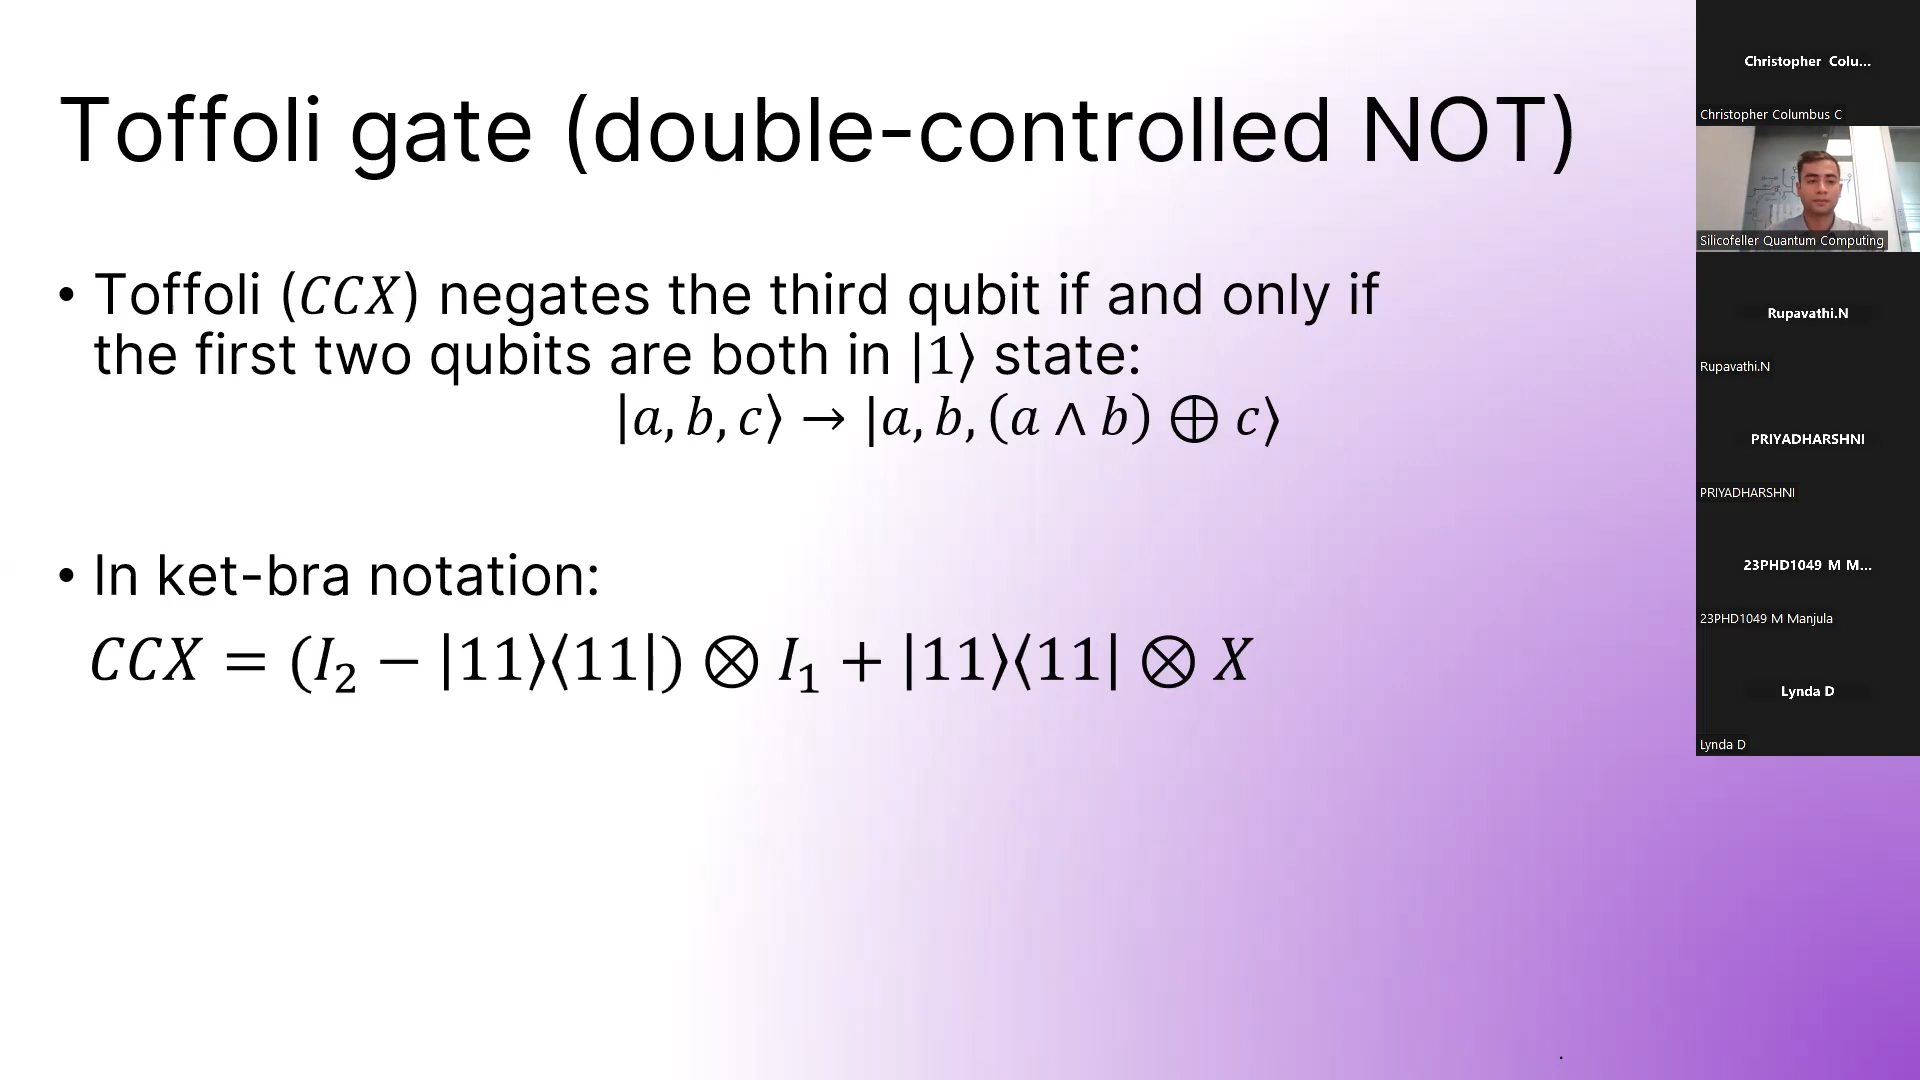 Toffoli gate (double-controlled NOT)
• Toffoli (CCX) negates the third qubit if and only if
the first two qubits are both in |1⟩ state:
|a, b, c⟩ → |a, b, (a ∧ b) ⊕ c⟩
• In ket-bra notation:
CCX = (I₂ − |11⟩⟨11|) ⊗ I₁ + |11⟩⟨11| ⊗ X
Christopher Colu...
Christopher Columbus C
Silicofeller Quantum Computing
Rupavathi.N
Rupavathi.N
PRIYADHARSHNI
PRIYADHARSHNI
23PHD1049 M M...
23PHD1049 M Manjula
Lynda D
Lynda D